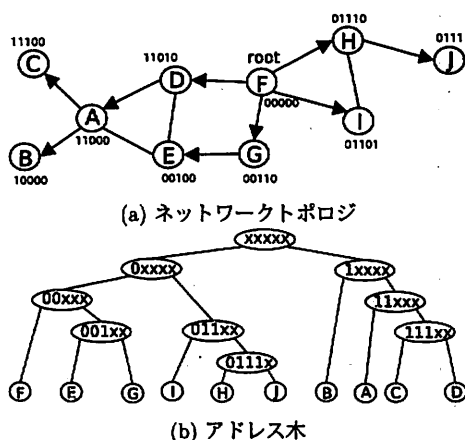 01110
11100 11010 root H 0111
C D F J
A 00000 I
11000 01101
B E G
10000 00100 00110
(a) ネットワークトポロジ
xxxxx
0xxxx 1xxxx
00xxx 11xxx
001xx 011xx 111xx
0111x
F E G I H J B A C D
(b) アドレス木